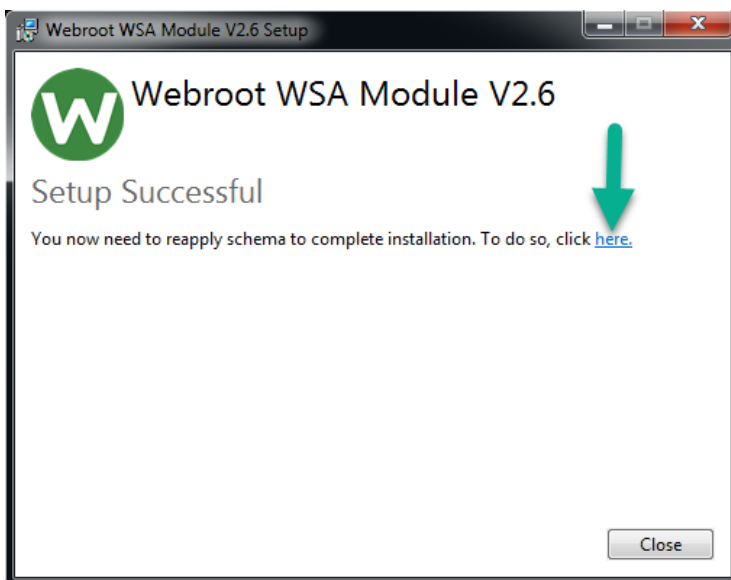 Webroot WSA Module V2.6 Setup
W
Webroot WSA Module V2.6
Setup Successful
You now need to reapply schema to complete installation. To do so, click here.
Close